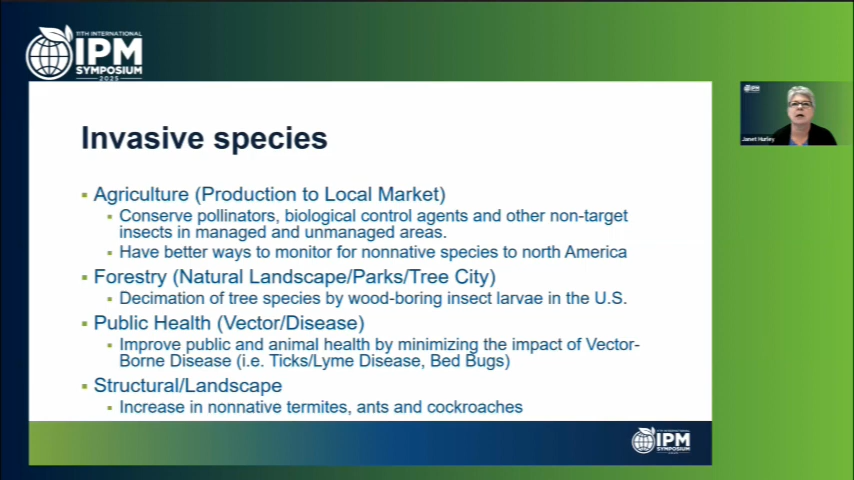 11TH INTERNATIONAL
IPM
SYMPOSIUM
2025
Invasive species
Agriculture (Production to Local Market)
Conserve pollinators, biological control agents and other non-target
insects in managed and unmanaged areas.
Have better ways to monitor for nonnative species to north America
Forestry (Natural Landscape/Parks/Tree City)
Decimation of tree species by wood-boring insect larvae in the U.S.
Public Health (Vector/Disease)
Improve public and animal health by minimizing the impact of Vector-
Borne Disease (i.e. Ticks/Lyme Disease, Bed Bugs)
Structural/Landscape
Increase in nonnative termites, ants and cockroaches
11TH INTERNATIONAL
IPM
SYMPOSIUM
IPM
Janet Hurley